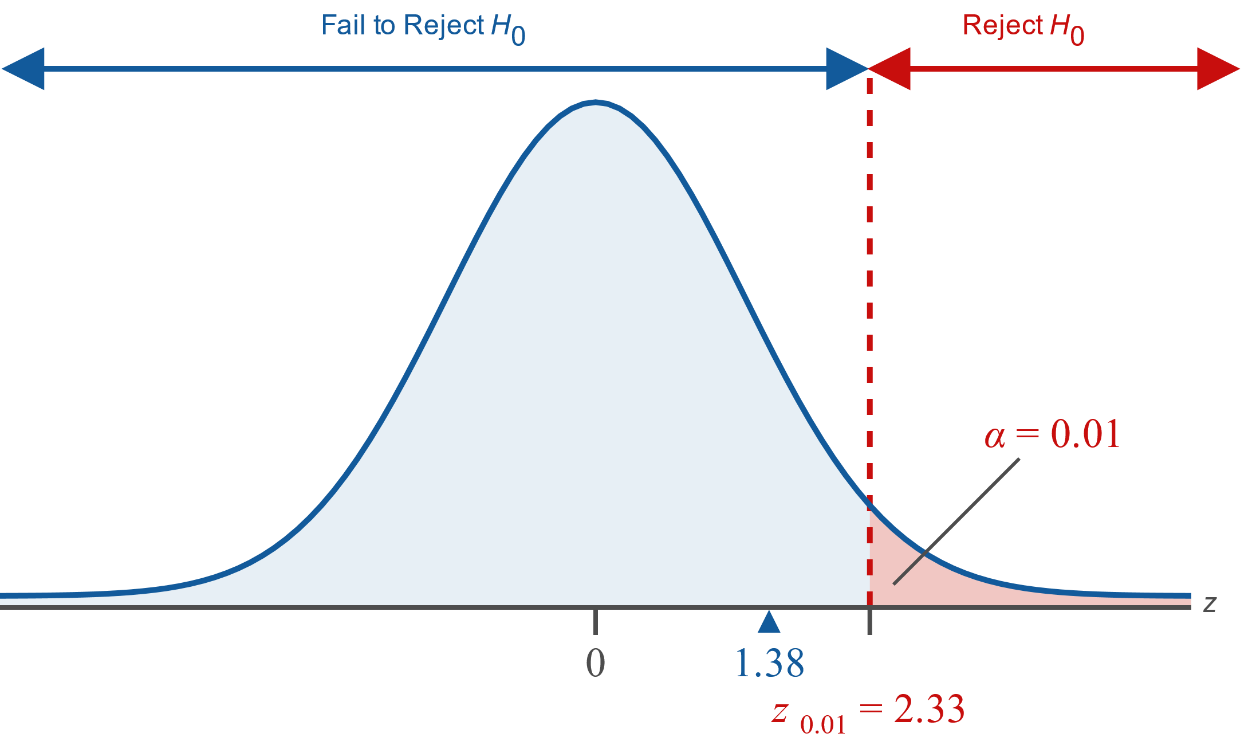 Fail to Reject H0
Reject H0
α = 0.01
z
0
1.38
z 0.01 = 2.33